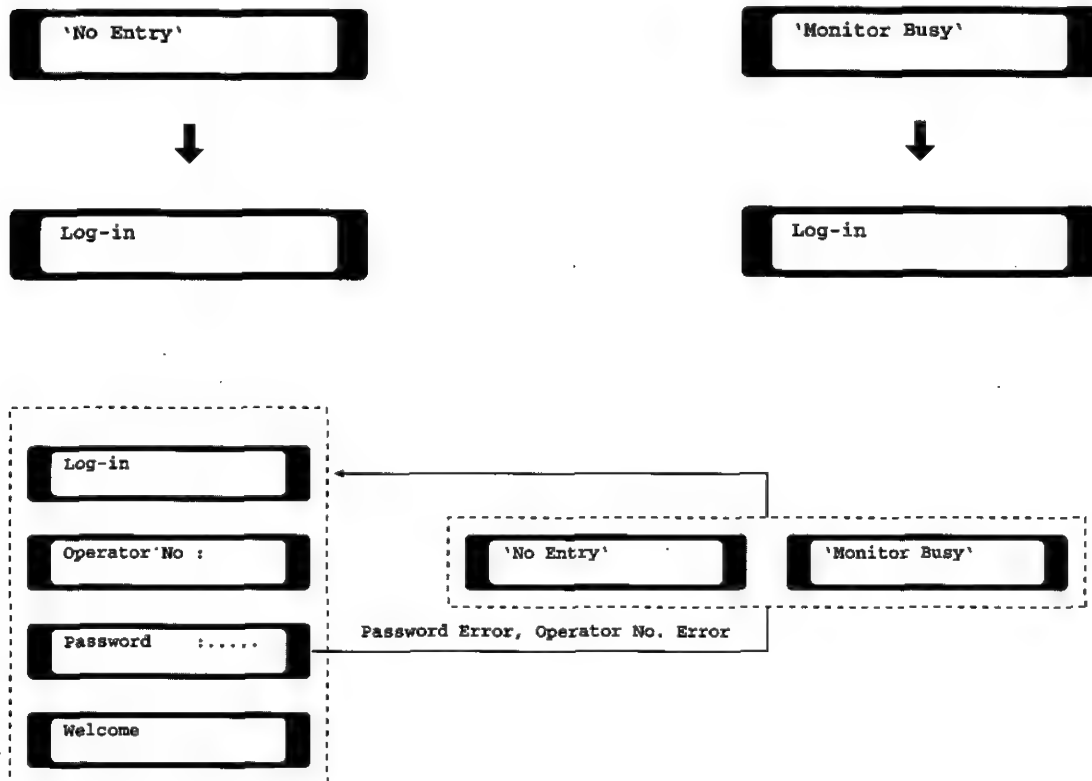 'No Entry'
'Monitor Busy'
Log-in
Log-in
Log-in
Operator No :
'No Entry'
'Monitor Busy'
Password Error, Operator No. Error
Password :.....
Welcome